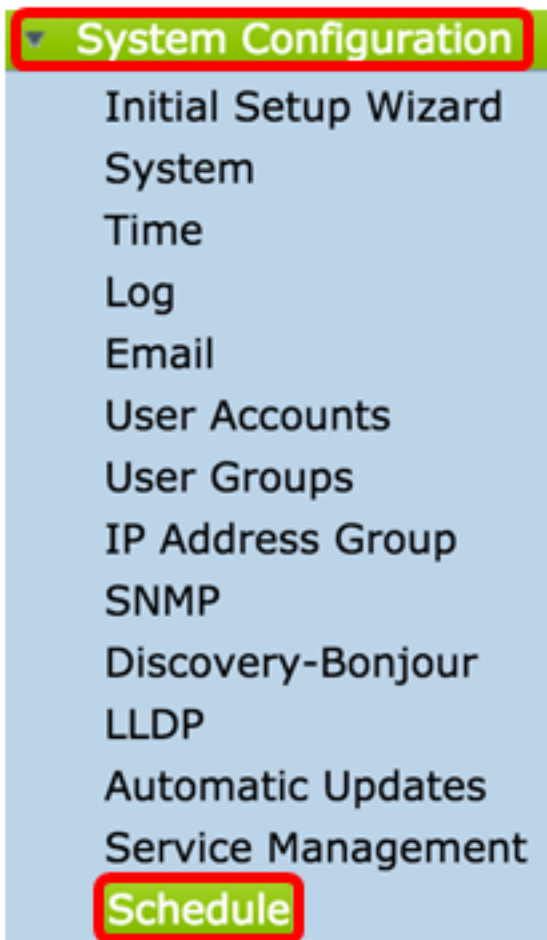 System Configuration
Initial Setup Wizard
System
Time
Log
Email
User Accounts
User Groups
IP Address Group
SNMP
Discovery-Bonjour
LLDP
Automatic Updates
Service Management
Schedule